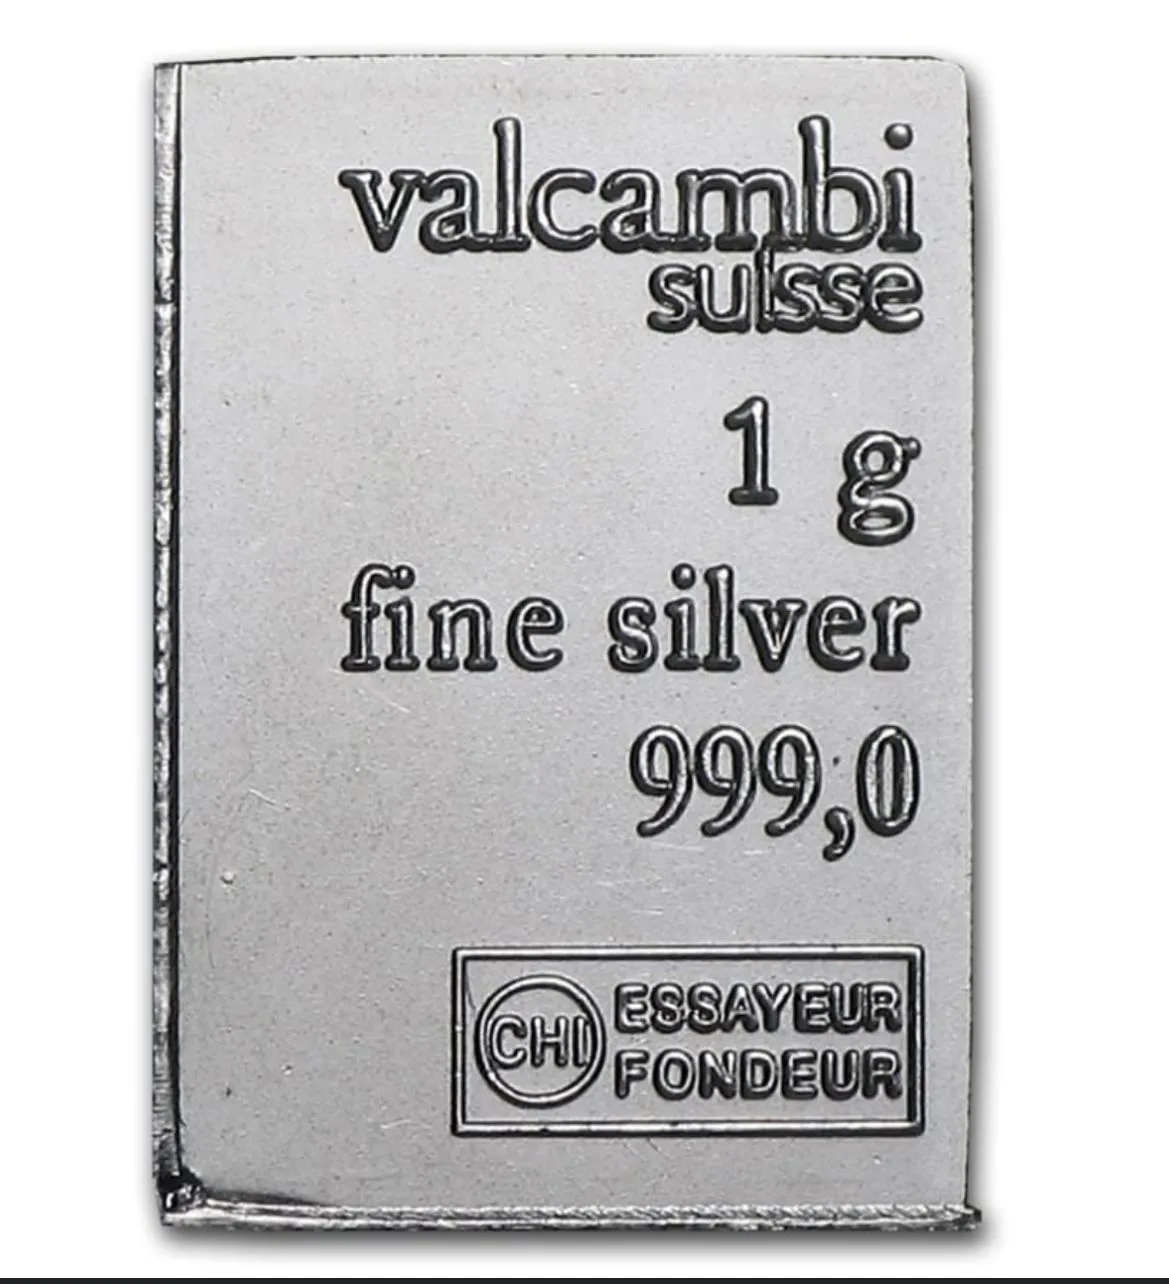 valcambi
suisse
1 g
fine silver
999,0
CHI
ESSAYEUR
FONDEUR